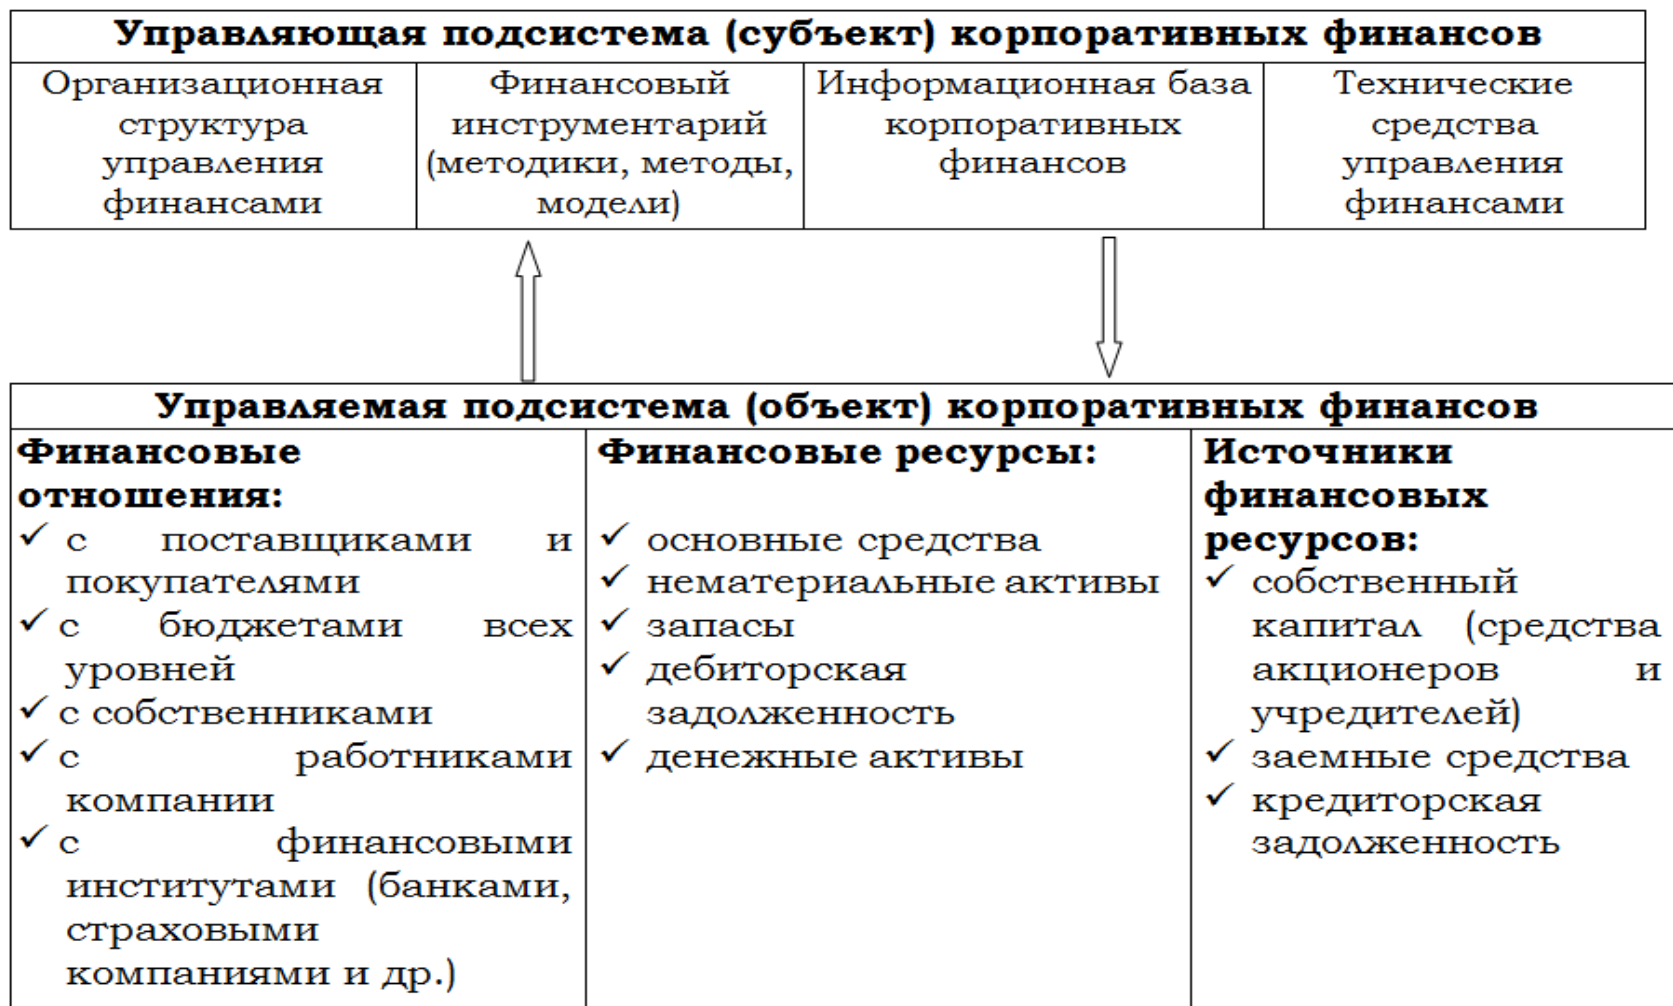 Управляющая подсистема (субъект) корпоративных финансов
Организационная
структура
управления
финансами
Финансовый
инструментарий
(методики, методы,
модели)
Информационная база
корпоративных
финансов
Технические
средства
управления
финансами
Управляемая подсистема (объект) корпоративных финансов
Финансовые
отношения:
✓ с поставщиками и
покупателями
✓ с бюджетами всех
уровней
✓ с собственниками
✓ с работниками
компании
✓ с финансовыми
институтами (банками,
страховыми
компаниями и др.)
Финансовые ресурсы:
✓ основные средства
✓ нематериальные активы
✓ запасы
✓ дебиторская
задолженность
✓ денежные активы
Источники
финансовых
ресурсов:
✓ собственный
капитал (средства
акционеров и
учредителей)
✓ заемные средства
✓ кредиторская
задолженность